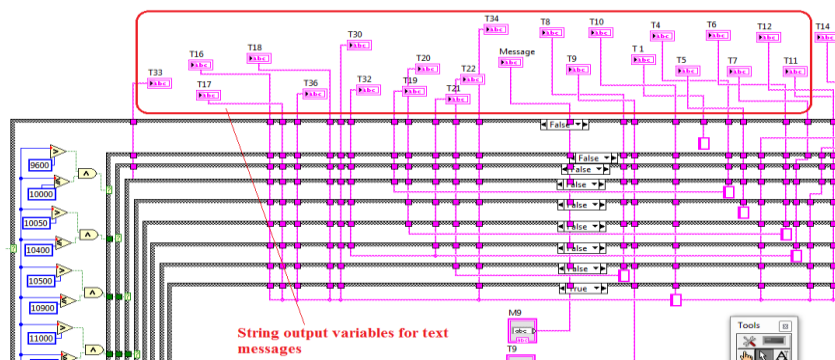 T34
T30
T8
T10
T4
T6
T12
T14
T16
T18
Message
T 1
T33
T17
T36
T32
T20
T19
T22
T21
T9
T5
T7
T11
abc
False
9600
False
False
10000
False
False
10050
False
10400
False
False
10500
True
10900
M9
abc
11000
T9
Tools
String output variables for text
messages